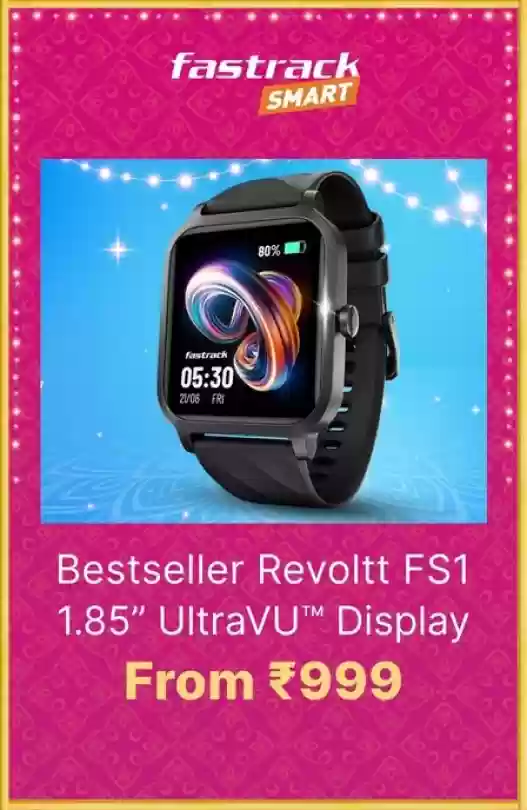 fastrack
SMART
80%
fastrack
05:30
21/06 FRI
Bestseller Revoltt FS1
1.85” UltraVU™ Display
From ₹999